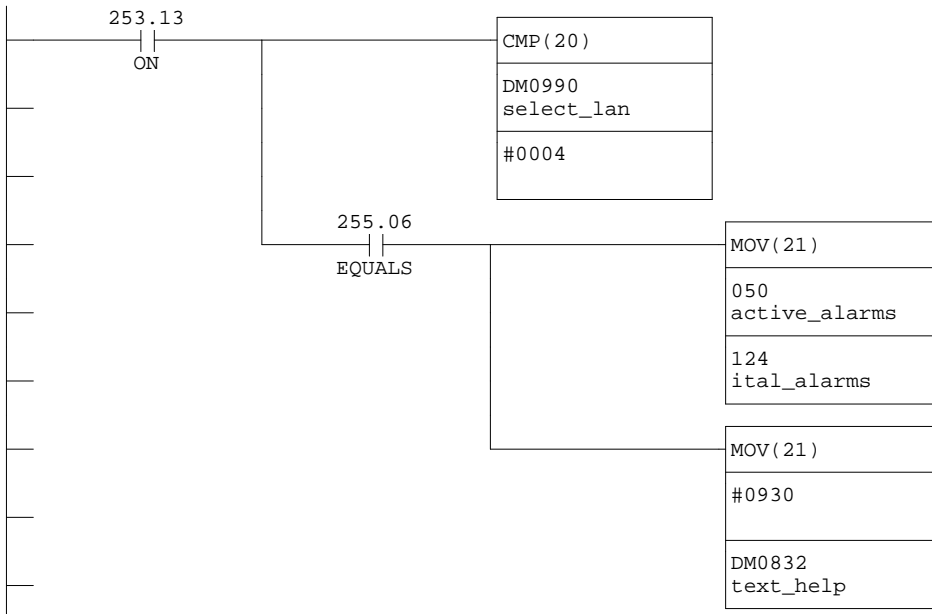 253.13
ON
CMP(20)
DM0990
select_lan
#0004
255.06
EQUALS
MOV(21)
050
active_alarms
124
ital_alarms
MOV(21)
#0930
DM0832
text_help